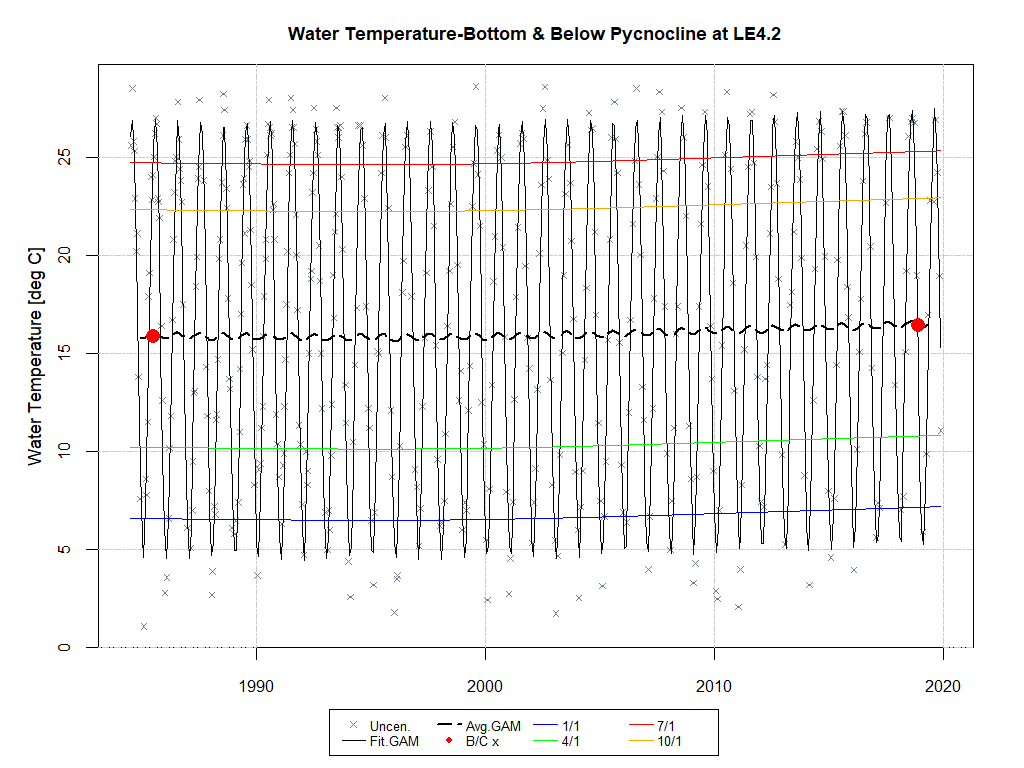 Water Temperature-Bottom & Below Pycnocline at LE4.2
Water Temperature [deg C]
25
20
15
10
5
0
1990 2000 2010 2020
Uncen. Avg.GAM 1/1 7/1
Fit.GAM B/C x 4/1 10/1